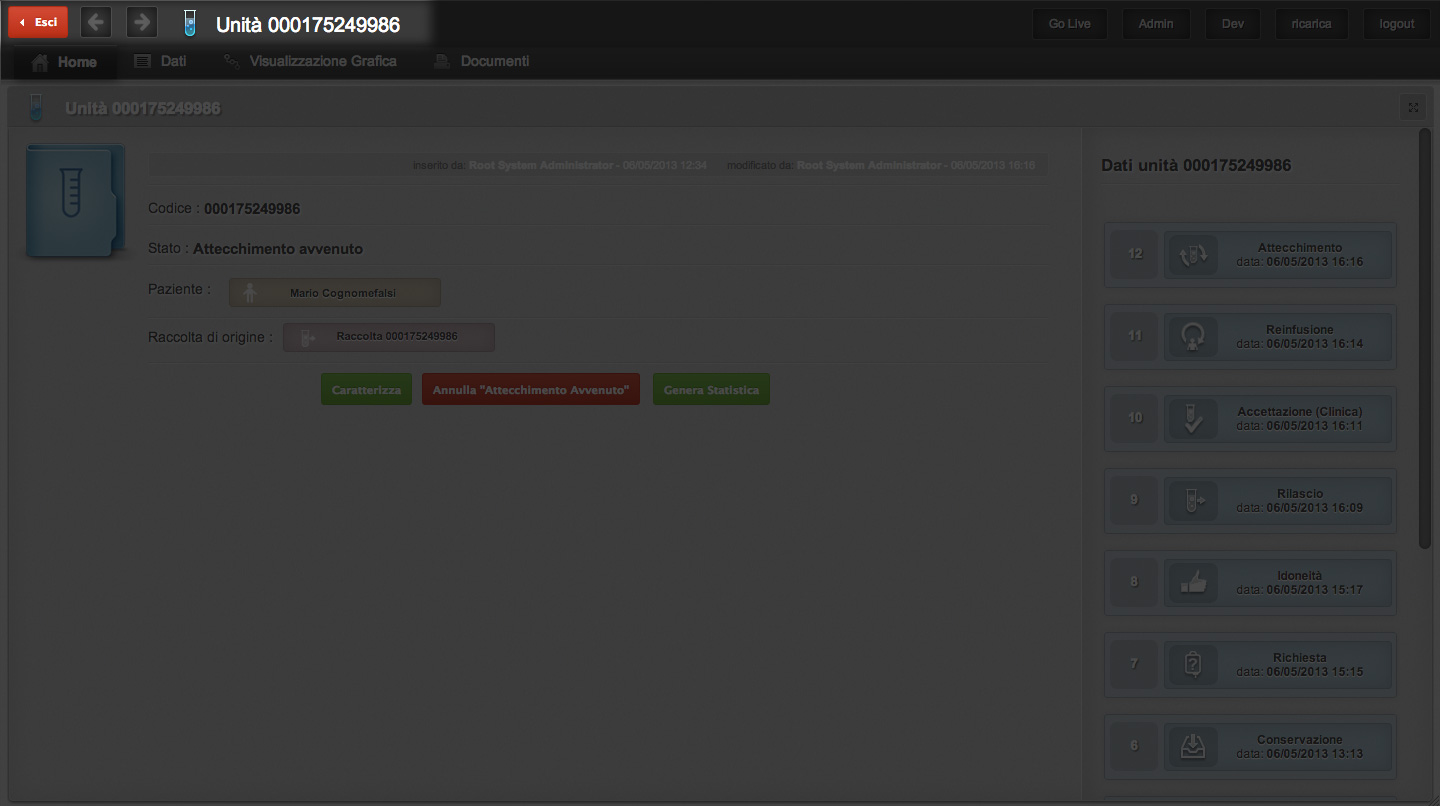 Esci
Unità 000175249986
Go Live
Admin
Dev
ricarica
logout
Home
Dati
Visualizzazione Grafica
Documenti
Unità 000175249986
inserito da: Root System Administrator - 06/05/2013 12:34 modificato da: Root System Administrator - 06/05/2013 16:16
Codice : 000175249986
Stato : Attecchimento avvenuto
Paziente : Mario Cognomefalsi
Raccolta di origine : Raccolta 000175249986
Caratterizza
Annulla "Attecchimento Avvenuto"
Genera Statistica
Dati unità 000175249986
12
Attecchimento
data: 06/05/2013 16:16
11
Reinfusione
data: 06/05/2013 16:14
10
Accettazione (Clinica)
data: 06/05/2013 16:11
9
Rilascio
data: 06/05/2013 16:09
8
Idoneità
data: 06/05/2013 15:17
7
Richiesta
data: 06/05/2013 15:15
6
Conservazione
data: 06/05/2013 13:13